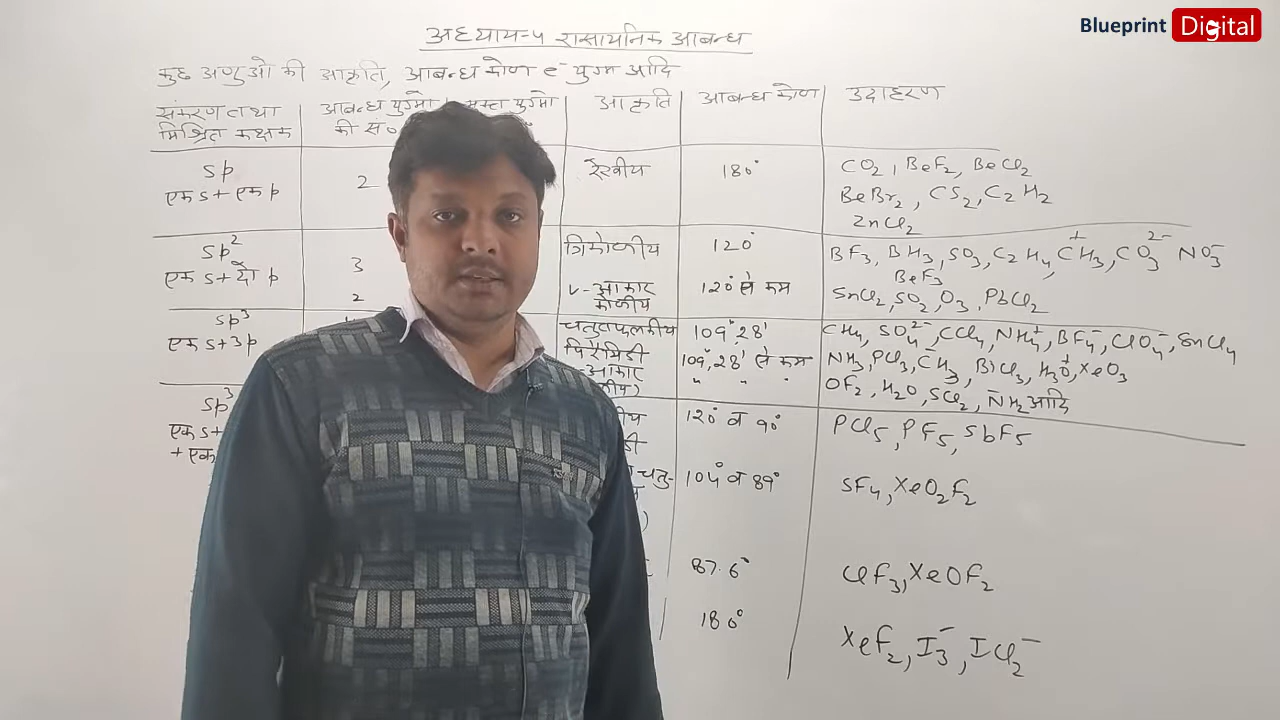 Blueprint Digital
अध्याय-५ रासायनिक आबन्ध
कुछ अणुओ की आकृति, आबन्ध कोण e⁻ युग्म आदि
संकरण तथा मिश्रित कक्षक
आबन्ध युग्मो की सं०
युग्मो
आकृति
आबन्ध कोण
उदाहरण
sp
एक s + एक p
2
रेखीय
180°
CO₂, BeF₂, BeCl₂
BeBr₂, CS₂, C₂H₂
ZnCl₂
sp²
एक s + दो p
3
त्रिकोणीय
120°
BF₃, BH₃, SO₃, C₂H₄, C⁺H₃, CO₃²⁻ NO₃⁻
BeF₃
2
V-आकार
कोणीय
120° से कम
SnCl₂, SO₂, O₃, PbCl₂
sp³
एक s + 3p
चतुष्फलकीय
109°,28'
CH₄, SO₄²⁻, CCl₄, NH₄⁺, BF₄⁻, ClO₄⁻, SnCl₄
पिरैमिडी
109°,28' से कम
NH₃, PCl₃, C̄H₃, BiCl₃, H₃O⁺, XeO₃
-आकार
" " "
OF₂, H₂O, SCl₂, N̄H₂ आदि
sp³
एक s +
+ एक
120° व 90°
PCl₅, PF₅, SbF₅
चतु-
104° व 89°
SF₄, XeO₂F₂
87.6°
ClF₃, XeOF₂
180°
XeF₂, I₃⁻, ICl₂⁻